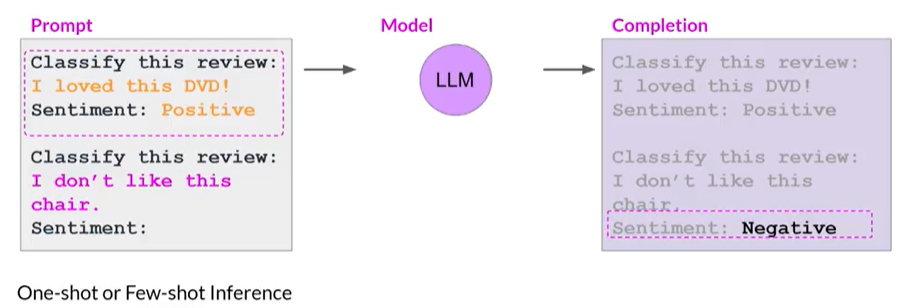 Prompt
Model
Completion
Classify this review:
I loved this DVD!
Sentiment: Positive
Classify this review:
I don't like this
chair.
Sentiment:
LLM
Classify this review:
I loved this DVD!
Sentiment: Positive
Classify this review:
I don't like this
chair.
Sentiment: Negative
One-shot or Few-shot Inference